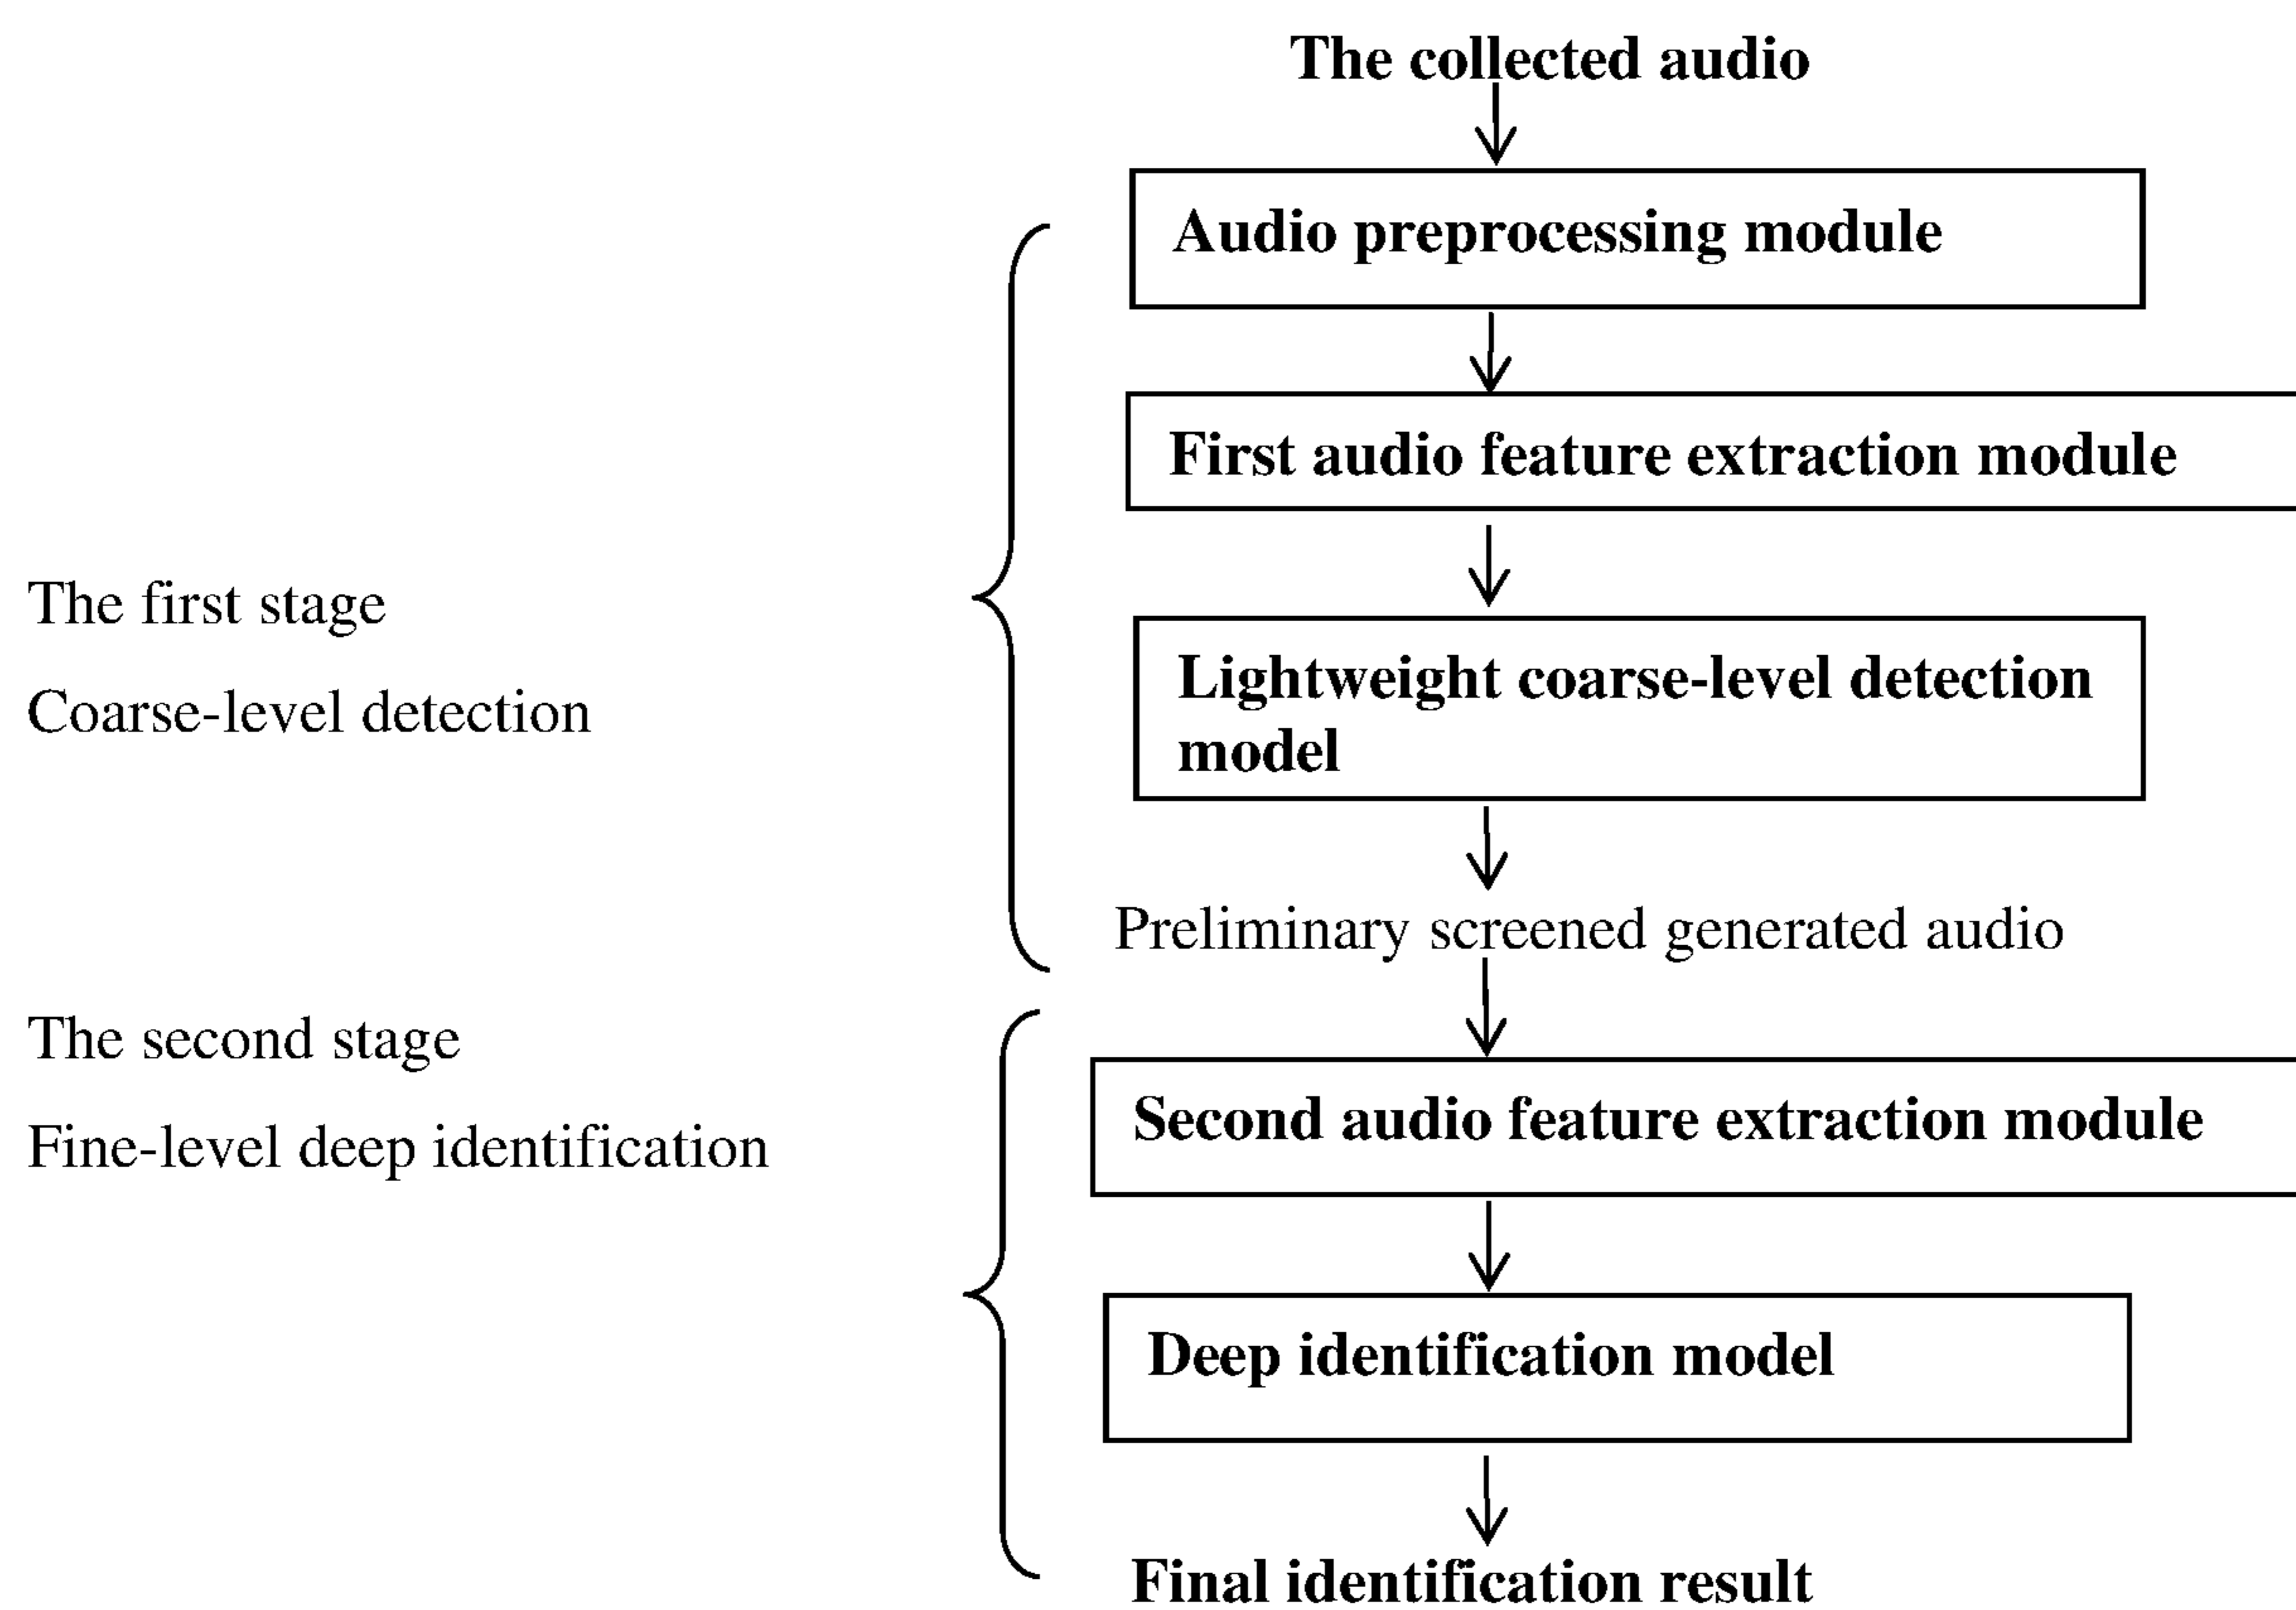 The collected audio
Audio preprocessing module
First audio feature extraction module
The first stage
Coarse-level detection
Lightweight coarse-level detection
model
Preliminary screened generated audio
The second stage
Fine-level deep identification
Second audio feature extraction module
Deep identification model
Final identification result